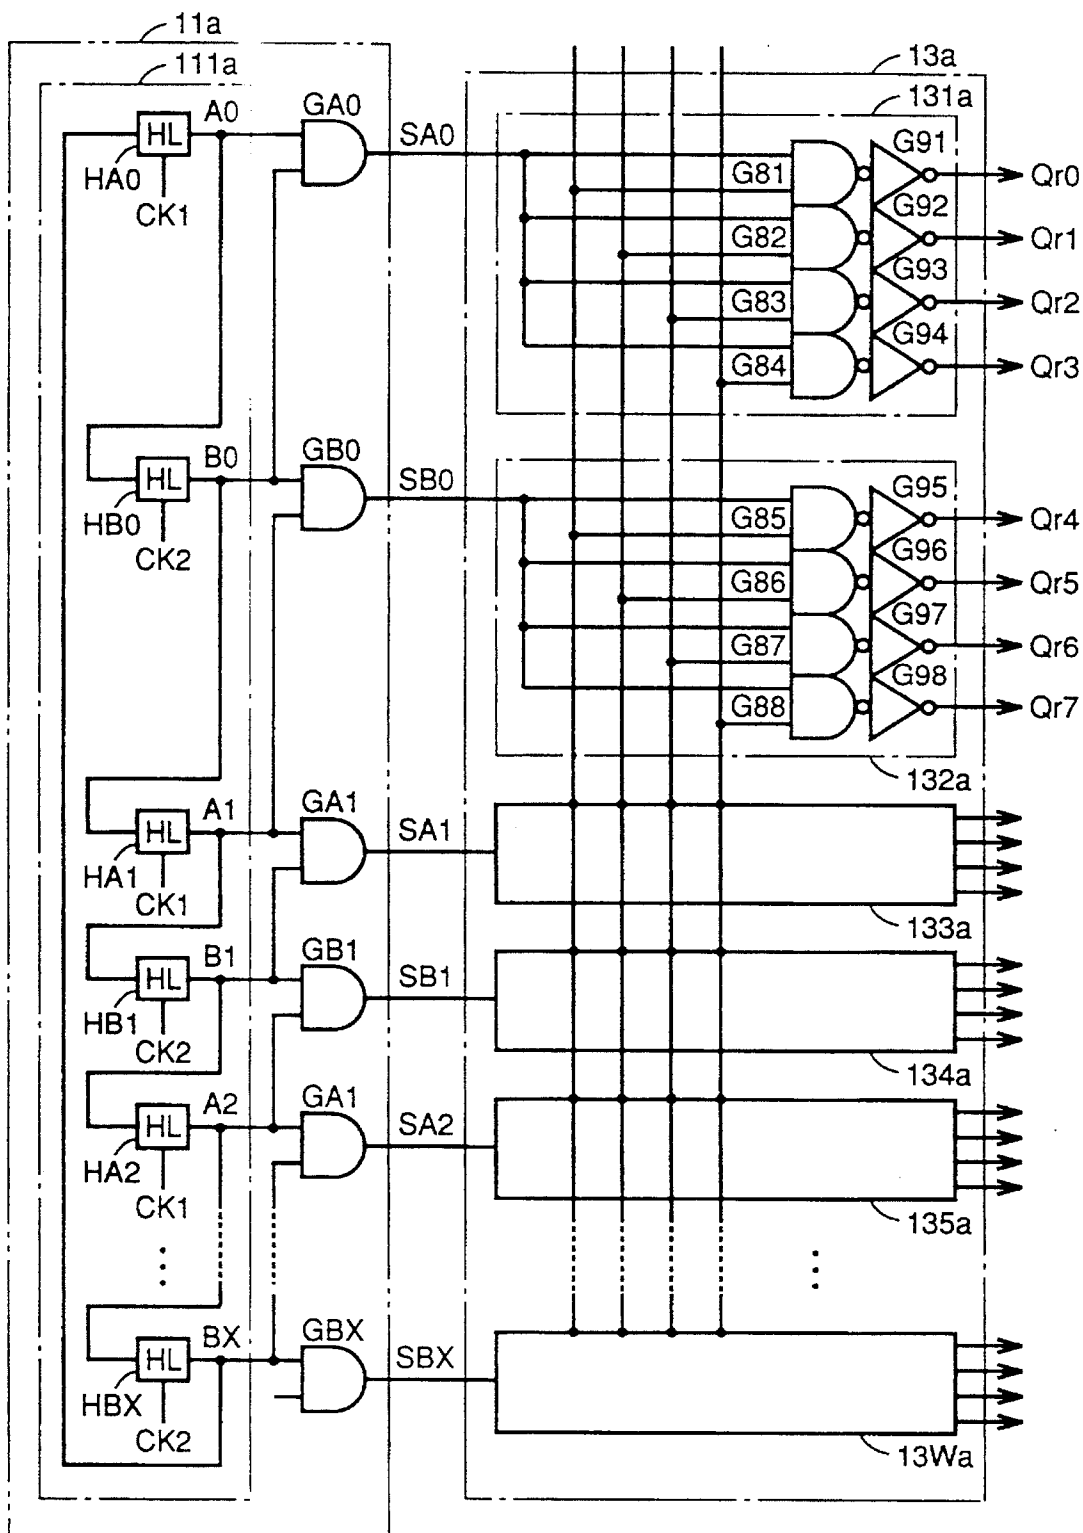 11a
111a
13a
131a
A0
GA0
SA0
HL
HA0
CK1
G81
G91
Qr0
G82
G92
Qr1
G83
G93
Qr2
G84
G94
Qr3
B0
GB0
SB0
HL
HB0
CK2
G85
G95
Qr4
G86
G96
Qr5
G87
G97
Qr6
G88
G98
Qr7
132a
A1
GA1
SA1
HL
HA1
CK1
133a
B1
GB1
SB1
HL
HB1
CK2
134a
A2
GA1
SA2
HL
HA2
CK1
135a
BX
GBX
SBX
HL
HBX
CK2
13Wa